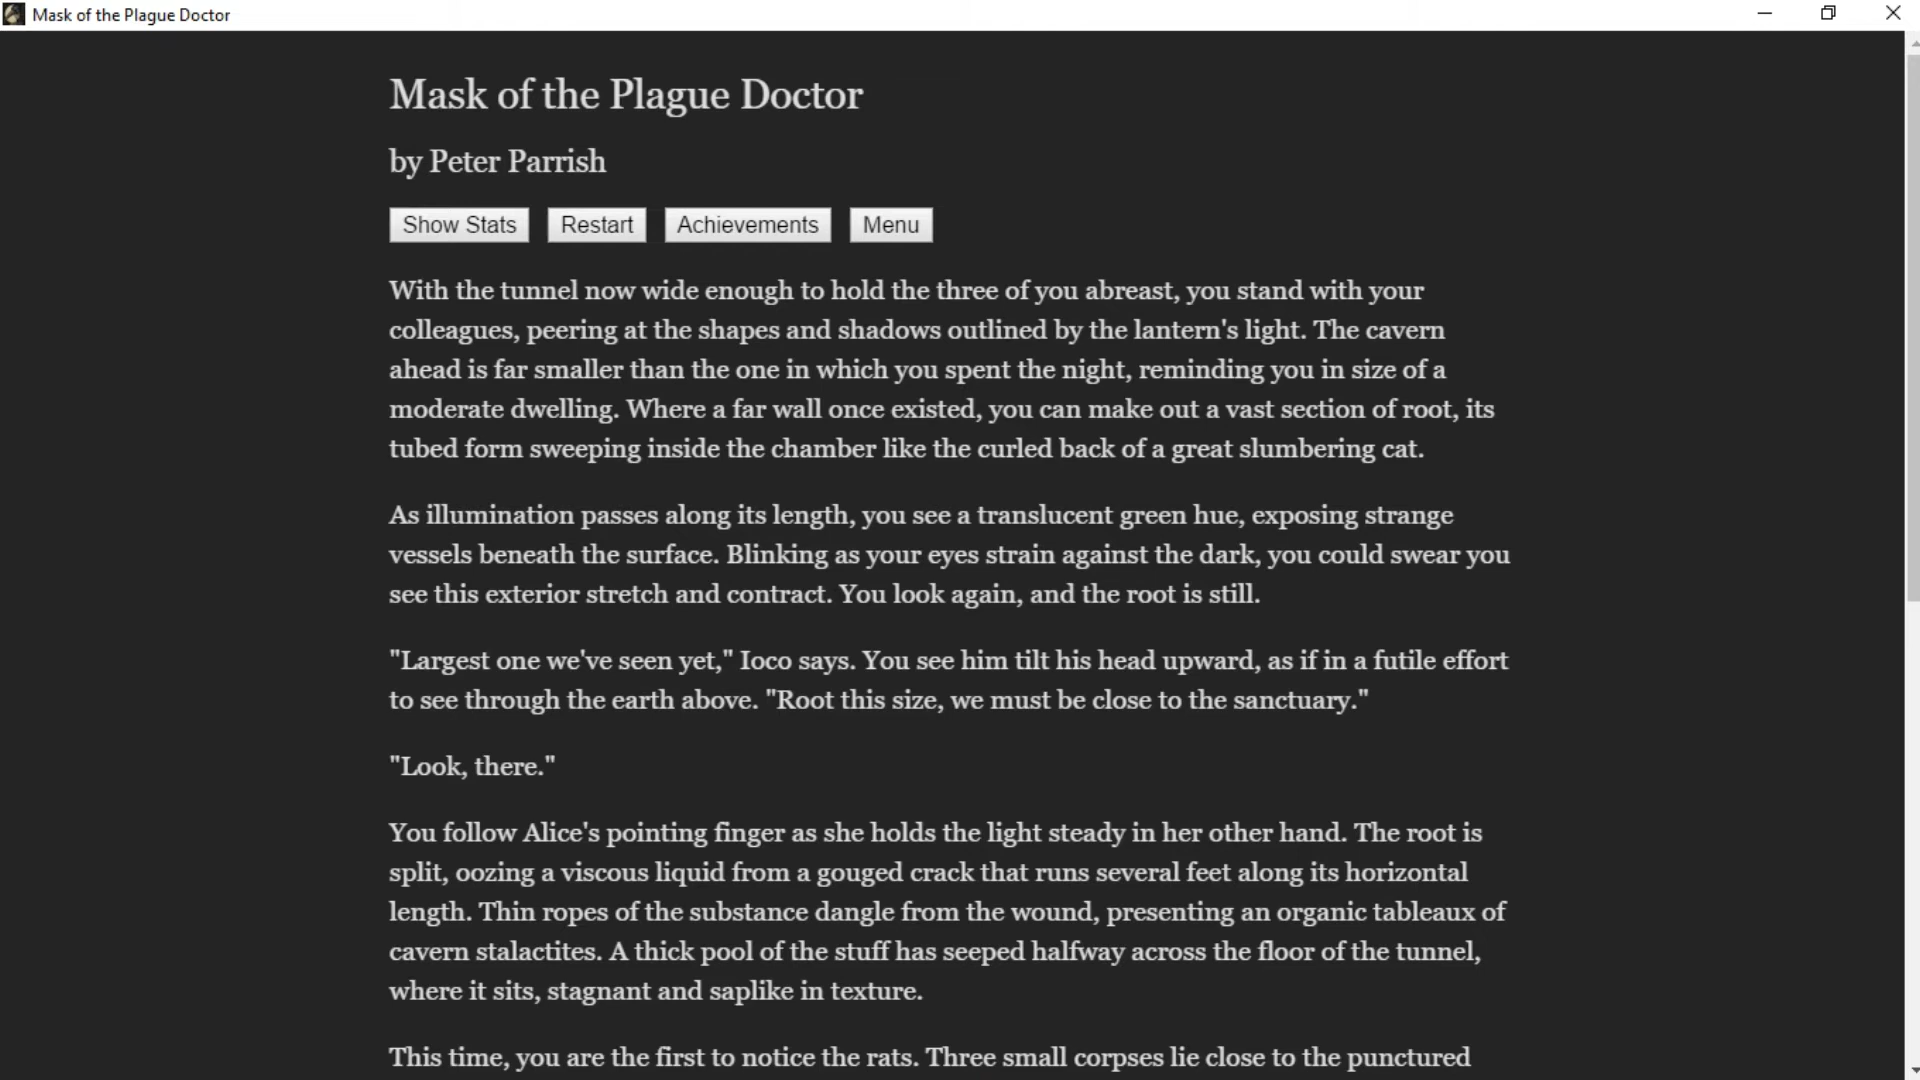 Mask of the Plague Doctor
Mask of the Plague Doctor
by Peter Parrish
Show Stats Restart Achievements Menu
With the tunnel now wide enough to hold the three of you abreast, you stand with your
colleagues, peering at the shapes and shadows outlined by the lantern's light. The cavern
ahead is far smaller than the one in which you spent the night, reminding you in size of a
moderate dwelling. Where a far wall once existed, you can make out a vast section of root, its
tubed form sweeping inside the chamber like the curled back of a great slumbering cat.
As illumination passes along its length, you see a translucent green hue, exposing strange
vessels beneath the surface. Blinking as your eyes strain against the dark, you could swear you
see this exterior stretch and contract. You look again, and the root is still.
"Largest one we've seen yet," Ioco says. You see him tilt his head upward, as if in a futile effort
to see through the earth above. "Root this size, we must be close to the sanctuary."
"Look, there."
You follow Alice's pointing finger as she holds the light steady in her other hand. The root is
split, oozing a viscous liquid from a gouged crack that runs several feet along its horizontal
length. Thin ropes of the substance dangle from the wound, presenting an organic tableaux of
cavern stalactites. A thick pool of the stuff has seeped halfway across the floor of the tunnel,
where it sits, stagnant and saplike in texture.
This time, you are the first to notice the rats. Three small corpses lie close to the punctured